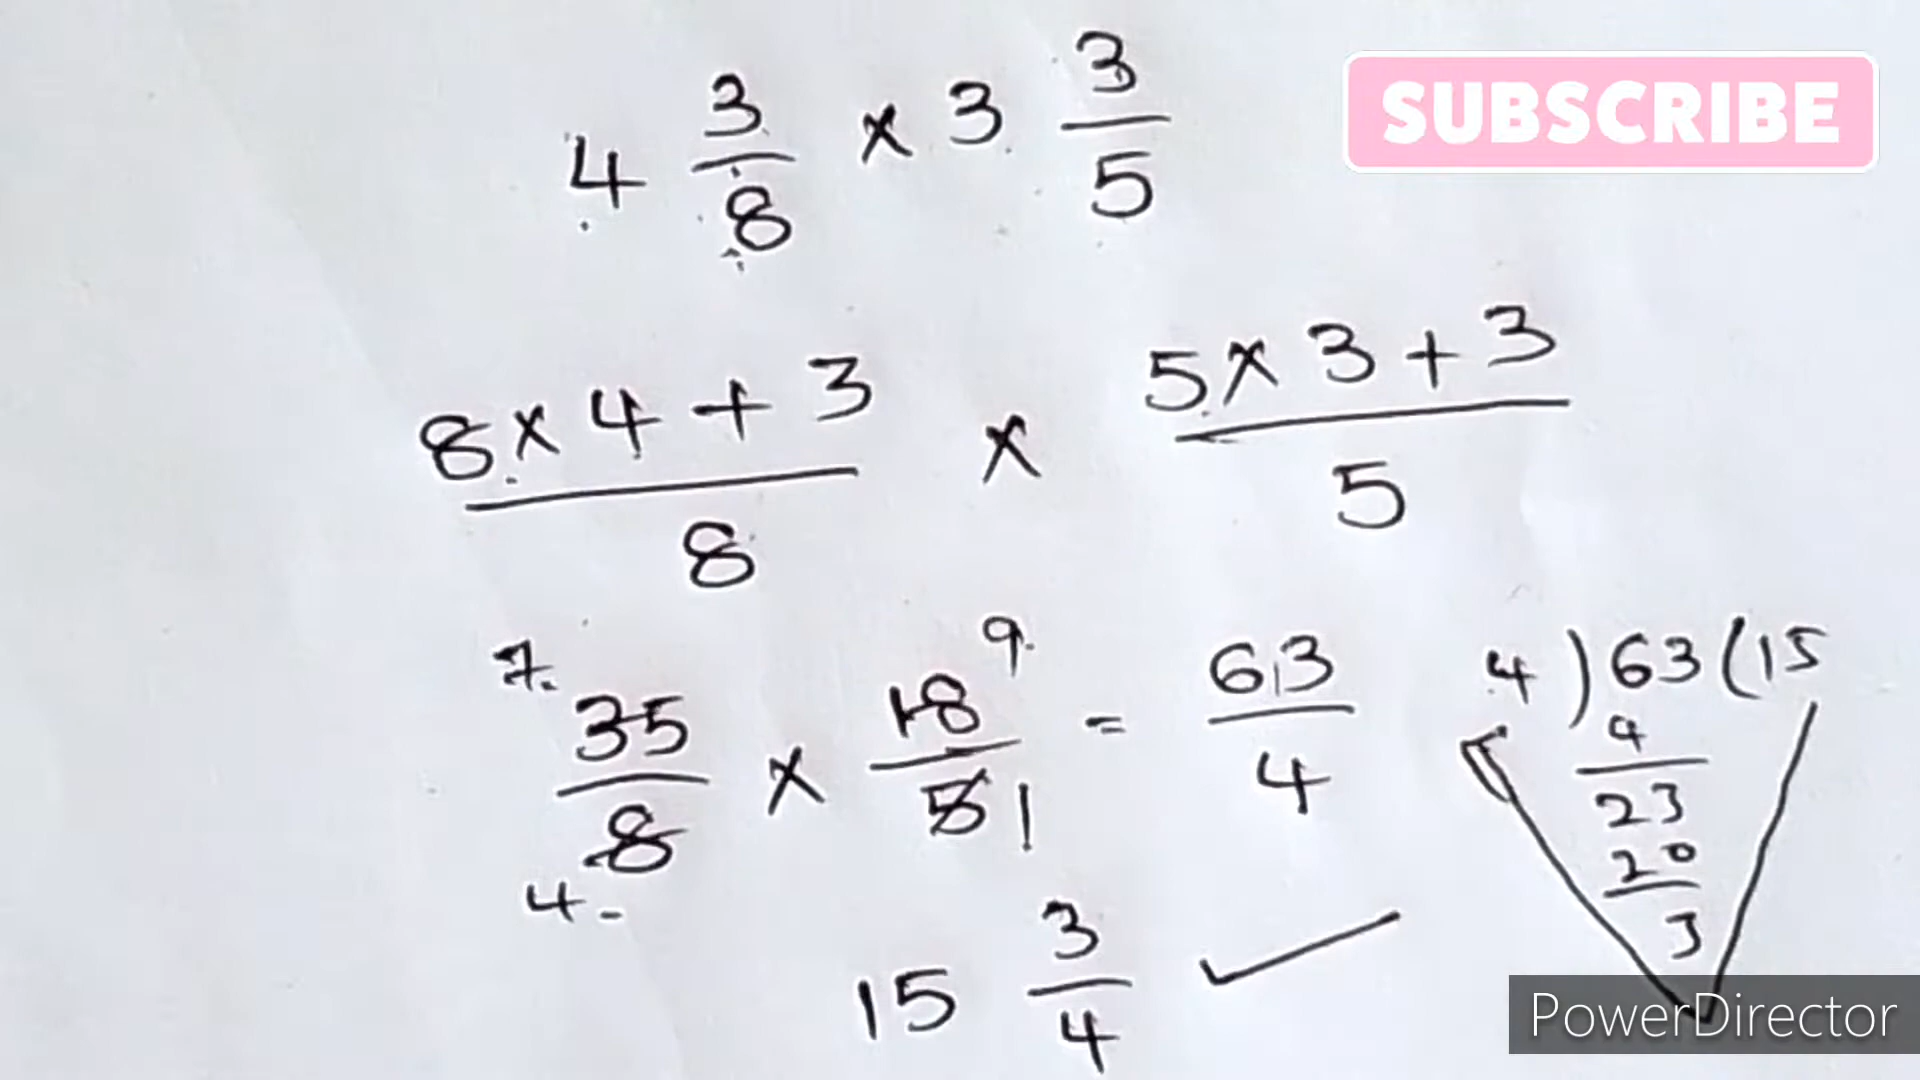 SUBSCRIBE
4 3/8 × 3 3/5
8 × 4 + 3 / 8 × 5 × 3 + 3 / 5
7 9
35/8 × 18/5 1 = 63/4
4
4 ) 63 ( 15
4
23
20
3
15 3/4 ✓
PowerDirector